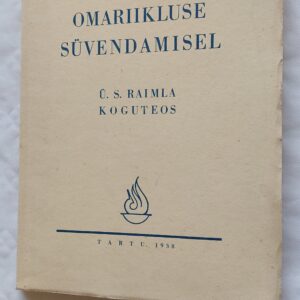 OMARIIKLUSE
SÜVENDAMISEL
Ü. S. RAIMLA
KOGUTEOS
TARTU, 1938